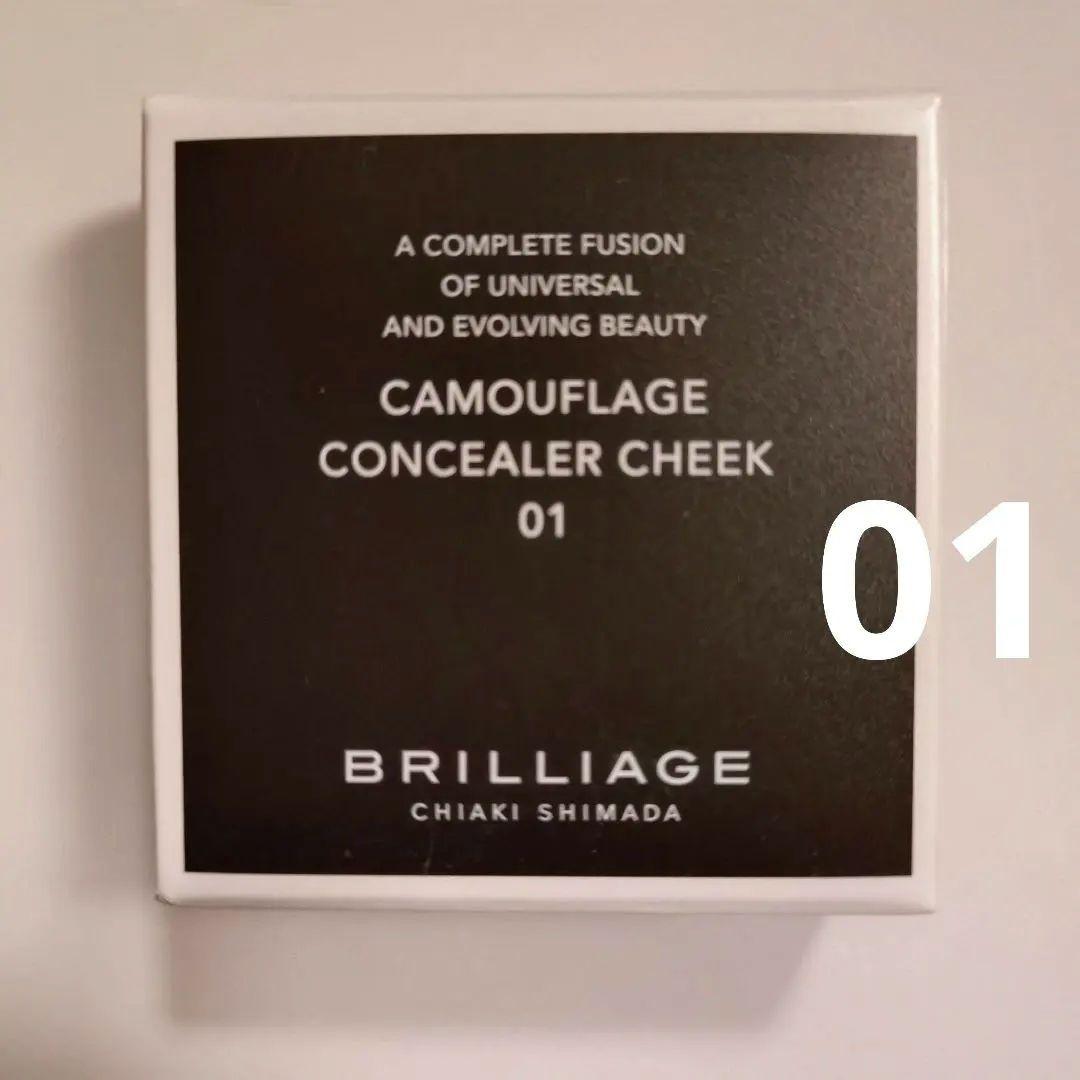 A COMPLETE FUSION
OF UNIVERSAL
AND EVOLVING BEAUTY
CAMOUFLAGE
CONCEALER CHEEK
01
01
BRILLIAGE
CHIAKI SHIMADA